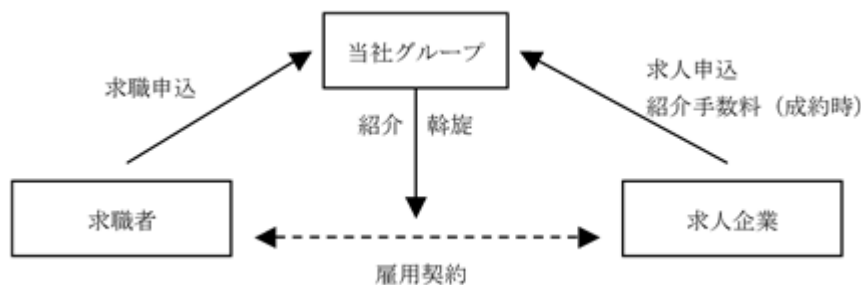 当社グループ
求職申込
求人申込
紹介手数料（成約時）
紹介 斡旋
求職者
求人企業
雇用契約